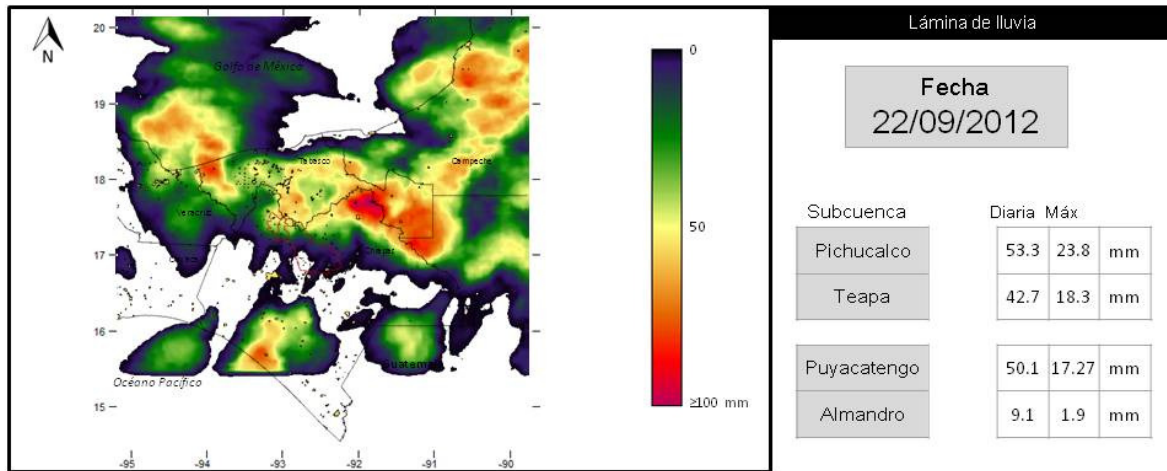 N
20
19
18
17
16
15
-95
-94
-93
-92
-91
-90
Golfo de México
Tabasco
Campeche
Veracruz
Chiapas
Guatemala
Océano Pacífico
0
50
≥100 mm
Lámina de lluvia
Fecha
22/09/2012
Subcuenca Diaria Máx
Pichucalco 53.3 23.8 mm
Teapa 42.7 18.3 mm
Puyacatengo 50.1 17.27 mm
Almandro 9.1 1.9 mm